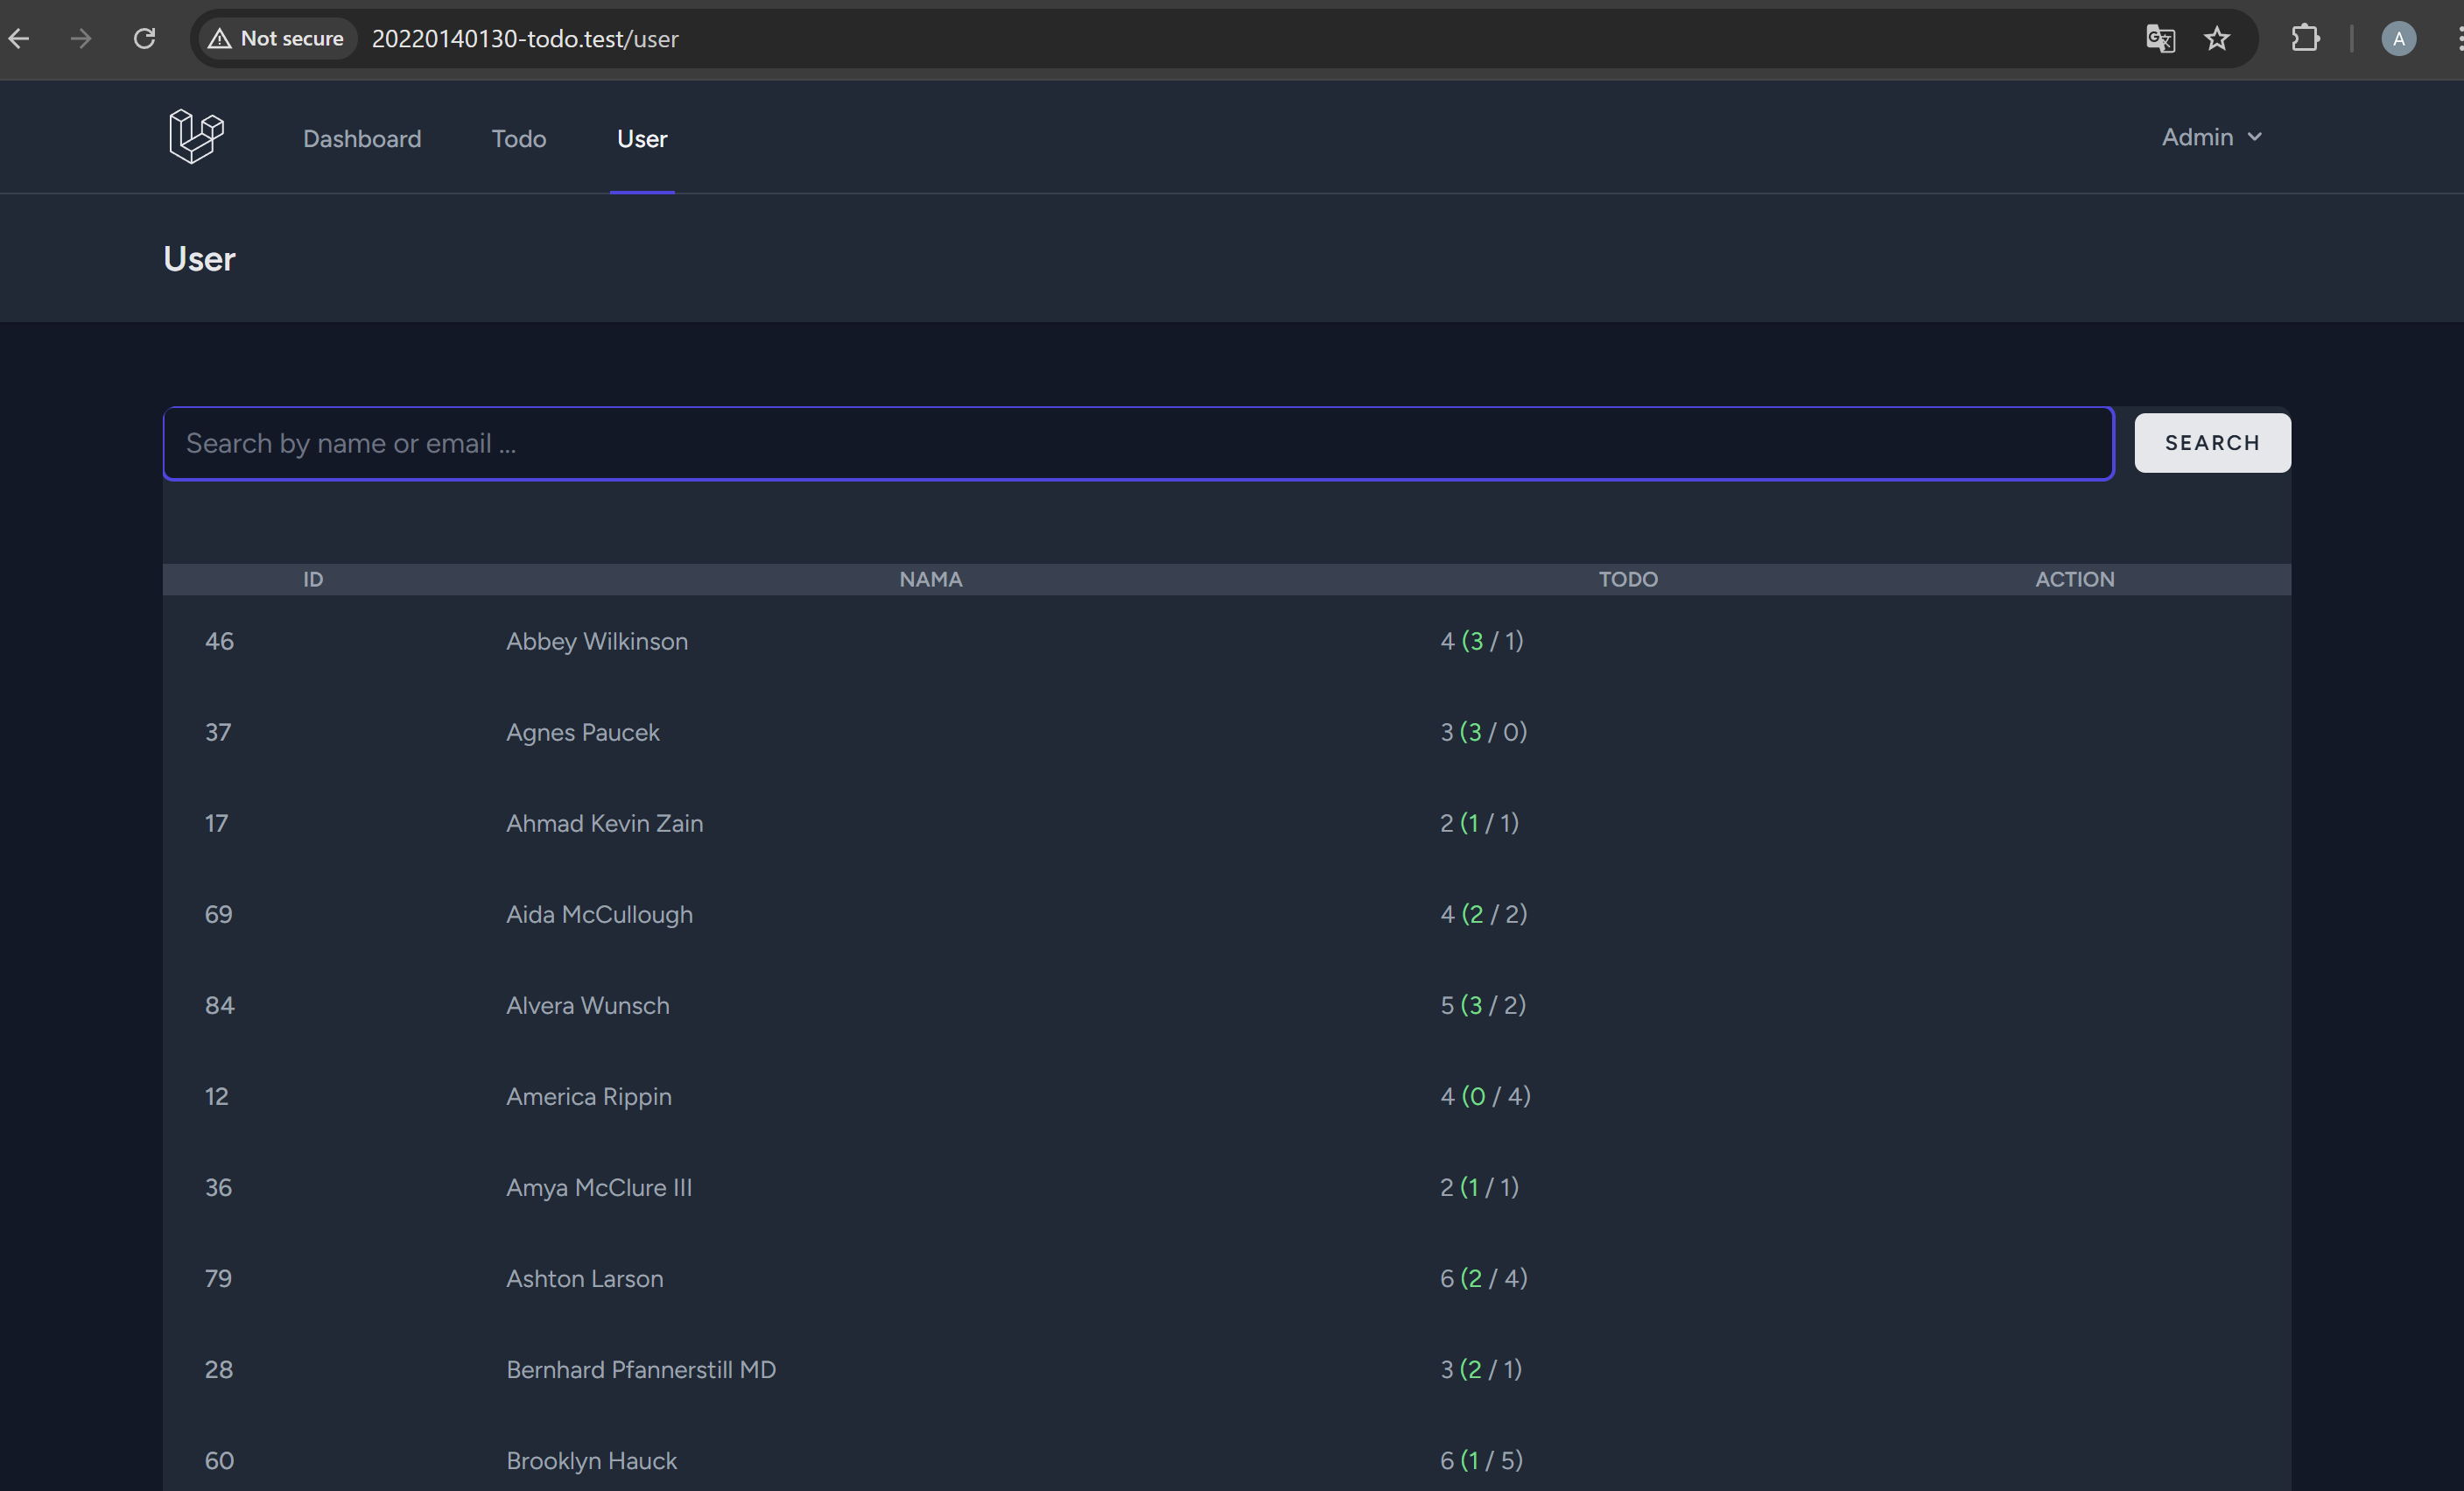 Not secure 20220140130-todo.test/user A
Dashboard Todo User Admin
User
Search by name or email ... SEARCH
ID NAMA TODO ACTION
46 Abbey Wilkinson 4 (3 / 1)
37 Agnes Paucek 3 (3 / 0)
17 Ahmad Kevin Zain 2 (1 / 1)
69 Aida McCullough 4 (2 / 2)
84 Alvera Wunsch 5 (3 / 2)
12 America Rippin 4 (0 / 4)
36 Amya McClure III 2 (1 / 1)
79 Ashton Larson 6 (2 / 4)
28 Bernhard Pfannerstill MD 3 (2 / 1)
60 Brooklyn Hauck 6 (1 / 5)